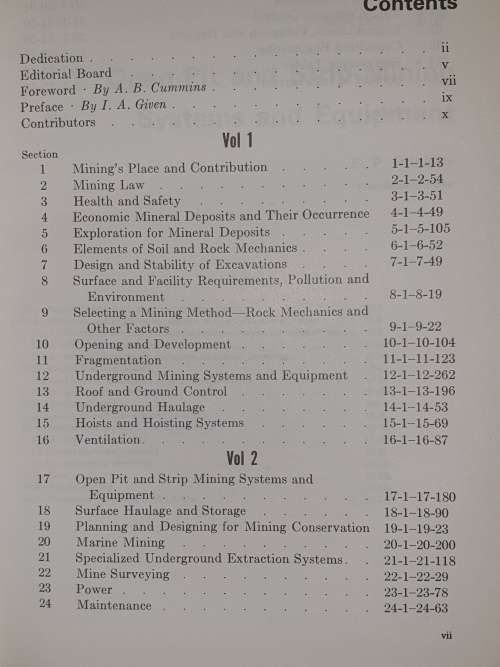 Contents
Dedication . . . . . . . . . . . . . . ii
Editorial Board . . . . . . . . . . . . . v
Foreword · By A. B. Cummins . . . . . . . . . vii
Preface · By I. A. Given . . . . . . . . . . . ix
Contributors . . . . . . . . . . . . . x
Vol 1
Section
1 Mining's Place and Contribution . . . . . 1-1–1-13
2 Mining Law . . . . . . . . . . . 2-1–2-54
3 Health and Safety . . . . . . . . . 3-1–3-51
4 Economic Mineral Deposits and Their Occurrence 4-1–4-49
5 Exploration for Mineral Deposits . . . . . 5-1–5-105
6 Elements of Soil and Rock Mechanics . . . . 6-1–6-52
7 Design and Stability of Excavations . . . . 7-1–7-49
8 Surface and Facility Requirements, Pollution and
Environment . . . . . . . . . . 8-1–8-19
9 Selecting a Mining Method—Rock Mechanics and
Other Factors . . . . . . . . . . 9-1–9-22
10 Opening and Development . . . . . . . 10-1–10-104
11 Fragmentation . . . . . . . . . . 11-1–11-123
12 Underground Mining Systems and Equipment . 12-1–12-262
13 Roof and Ground Control . . . . . . . 13-1–13-196
14 Underground Haulage . . . . . . . . 14-1–14-53
15 Hoists and Hoisting Systems . . . . . . 15-1–15-69
16 Ventilation. . . . . . . . . . . . 16-1–16-87
Vol 2
17 Open Pit and Strip Mining Systems and
Equipment . . . . . . . . . . . 17-1–17-180
18 Surface Haulage and Storage . . . . . . 18-1–18-90
19 Planning and Designing for Mining Conservation 19-1–19-23
20 Marine Mining . . . . . . . . . . 20-1–20-200
21 Specialized Underground Extraction Systems. . 21-1–21-118
22 Mine Surveying . . . . . . . . . . 22-1–22-29
23 Power . . . . . . . . . . . . . 23-1–23-78
24 Maintenance . . . . . . . . . . . 24-1–24-63
vii